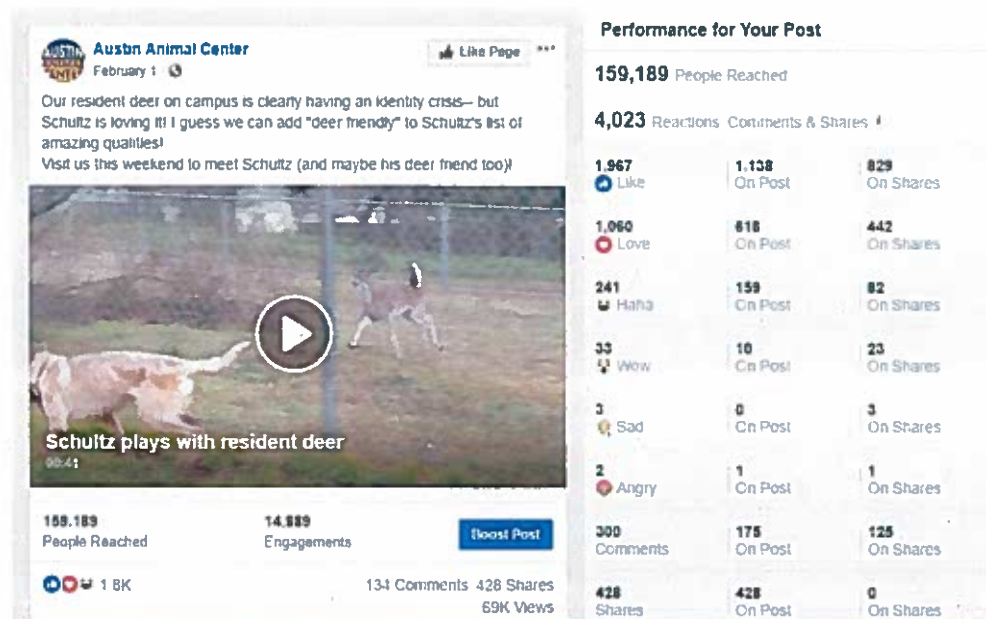 Austin Animal Center
February 1
Like Page
Our resident deer on campus is clearly having an identity crisis-- but
Schultz is loving it! I guess we can add "deer friendly" to Schultz's list of
amazing qualities!
Visit us this weekend to meet Schultz (and maybe his deer friend too)!
Schultz plays with resident deer
00:41
159,189
People Reached
14,889
Engagements
Boost Post
1.8K
134 Comments 428 Shares
69K Views
Performance for Your Post
159,189 People Reached
4,023 Reactions Comments & Shares
1,967 1,138 829
Like On Post On Shares
1,060 618 442
Love On Post On Shares
241 159 82
Haha On Post On Shares
33 10 23
Wow On Post On Shares
3 0 3
Sad On Post On Shares
2 1 1
Angry On Post On Shares
300 175 125
Comments On Post On Shares
428 428 0
Shares On Post On Shares